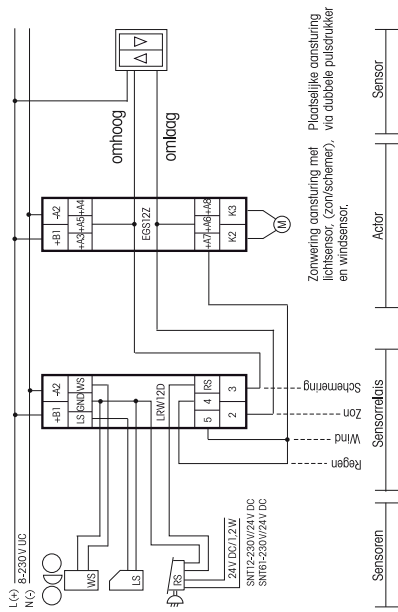 L (+)
N (-)
8-230V UC
omhoog
omlaag
+B1 -A2
+A3 +A5 +A4
EGS12Z
+A7 +A6 +A8
K2 K3
M
+B1 -A2
LS GND WS
LRW12D
5 4 RS
2 3
WS
LS
RS
24V DC/1,2W
SNT12-230V/24V DC
SNT61-230V/24V DC
Regen
Wind
Zon
Schemering
Zonwering aansturing met
lichtsensor, (zon/schemer),
en windsensor.
Plaatselijke aansturing
via dubbele pulsdrukker
Sensoren
Sensorrelais
Actor
Sensor